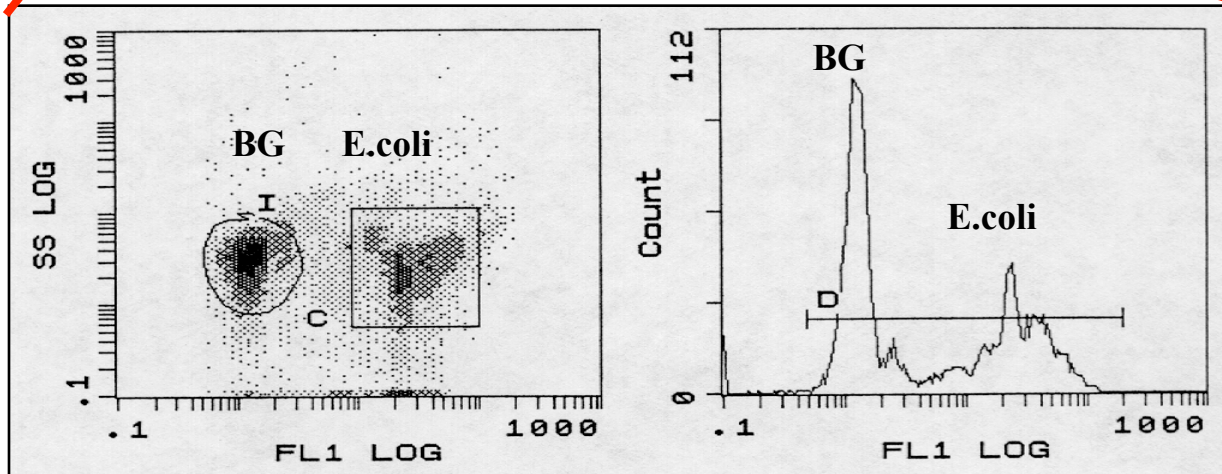 1000
BG E.coli
I
SS LOG
C
.1
.1 1000
FL1 LOG
112
BG
E.coli
Count
D
0
.1 1000
FL1 LOG